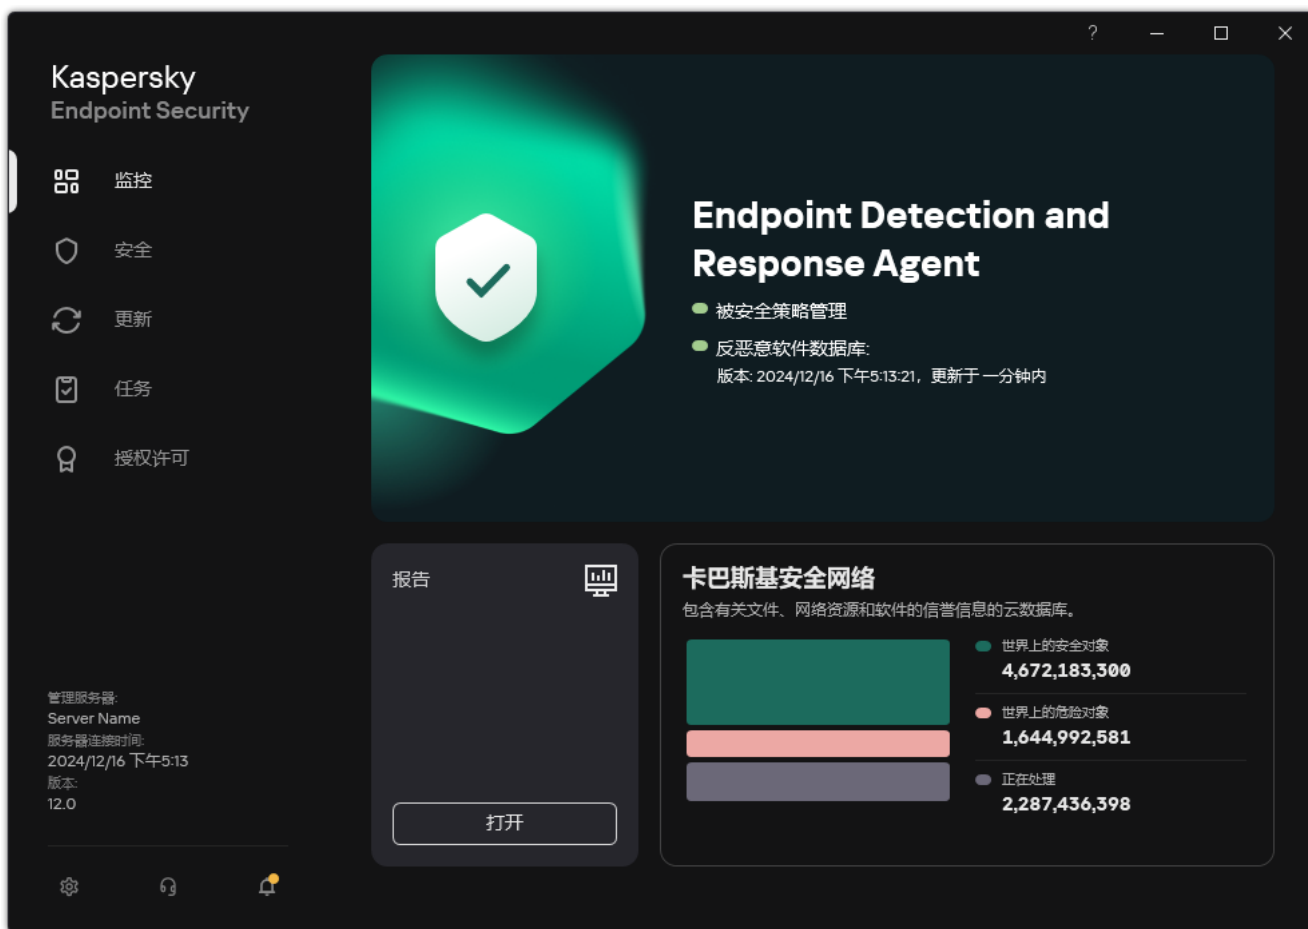 ?
Kaspersky
Endpoint Security
监控
安全
更新
任务
授权许可
管理服务器:
Server Name
服务器连接时间:
2024/12/16 下午5:13
版本:
12.0
Endpoint Detection and
Response Agent
被安全策略管理
反恶意软件数据库:
版本: 2024/12/16 下午5:13:21，更新于 一分钟内
报告
打开
卡巴斯基安全网络
包含有关文件、网络资源和软件的信誉信息的云数据库。
世界上的安全对象
4,672,183,300
世界上的危险对象
1,644,992,581
正在处理
2,287,436,398